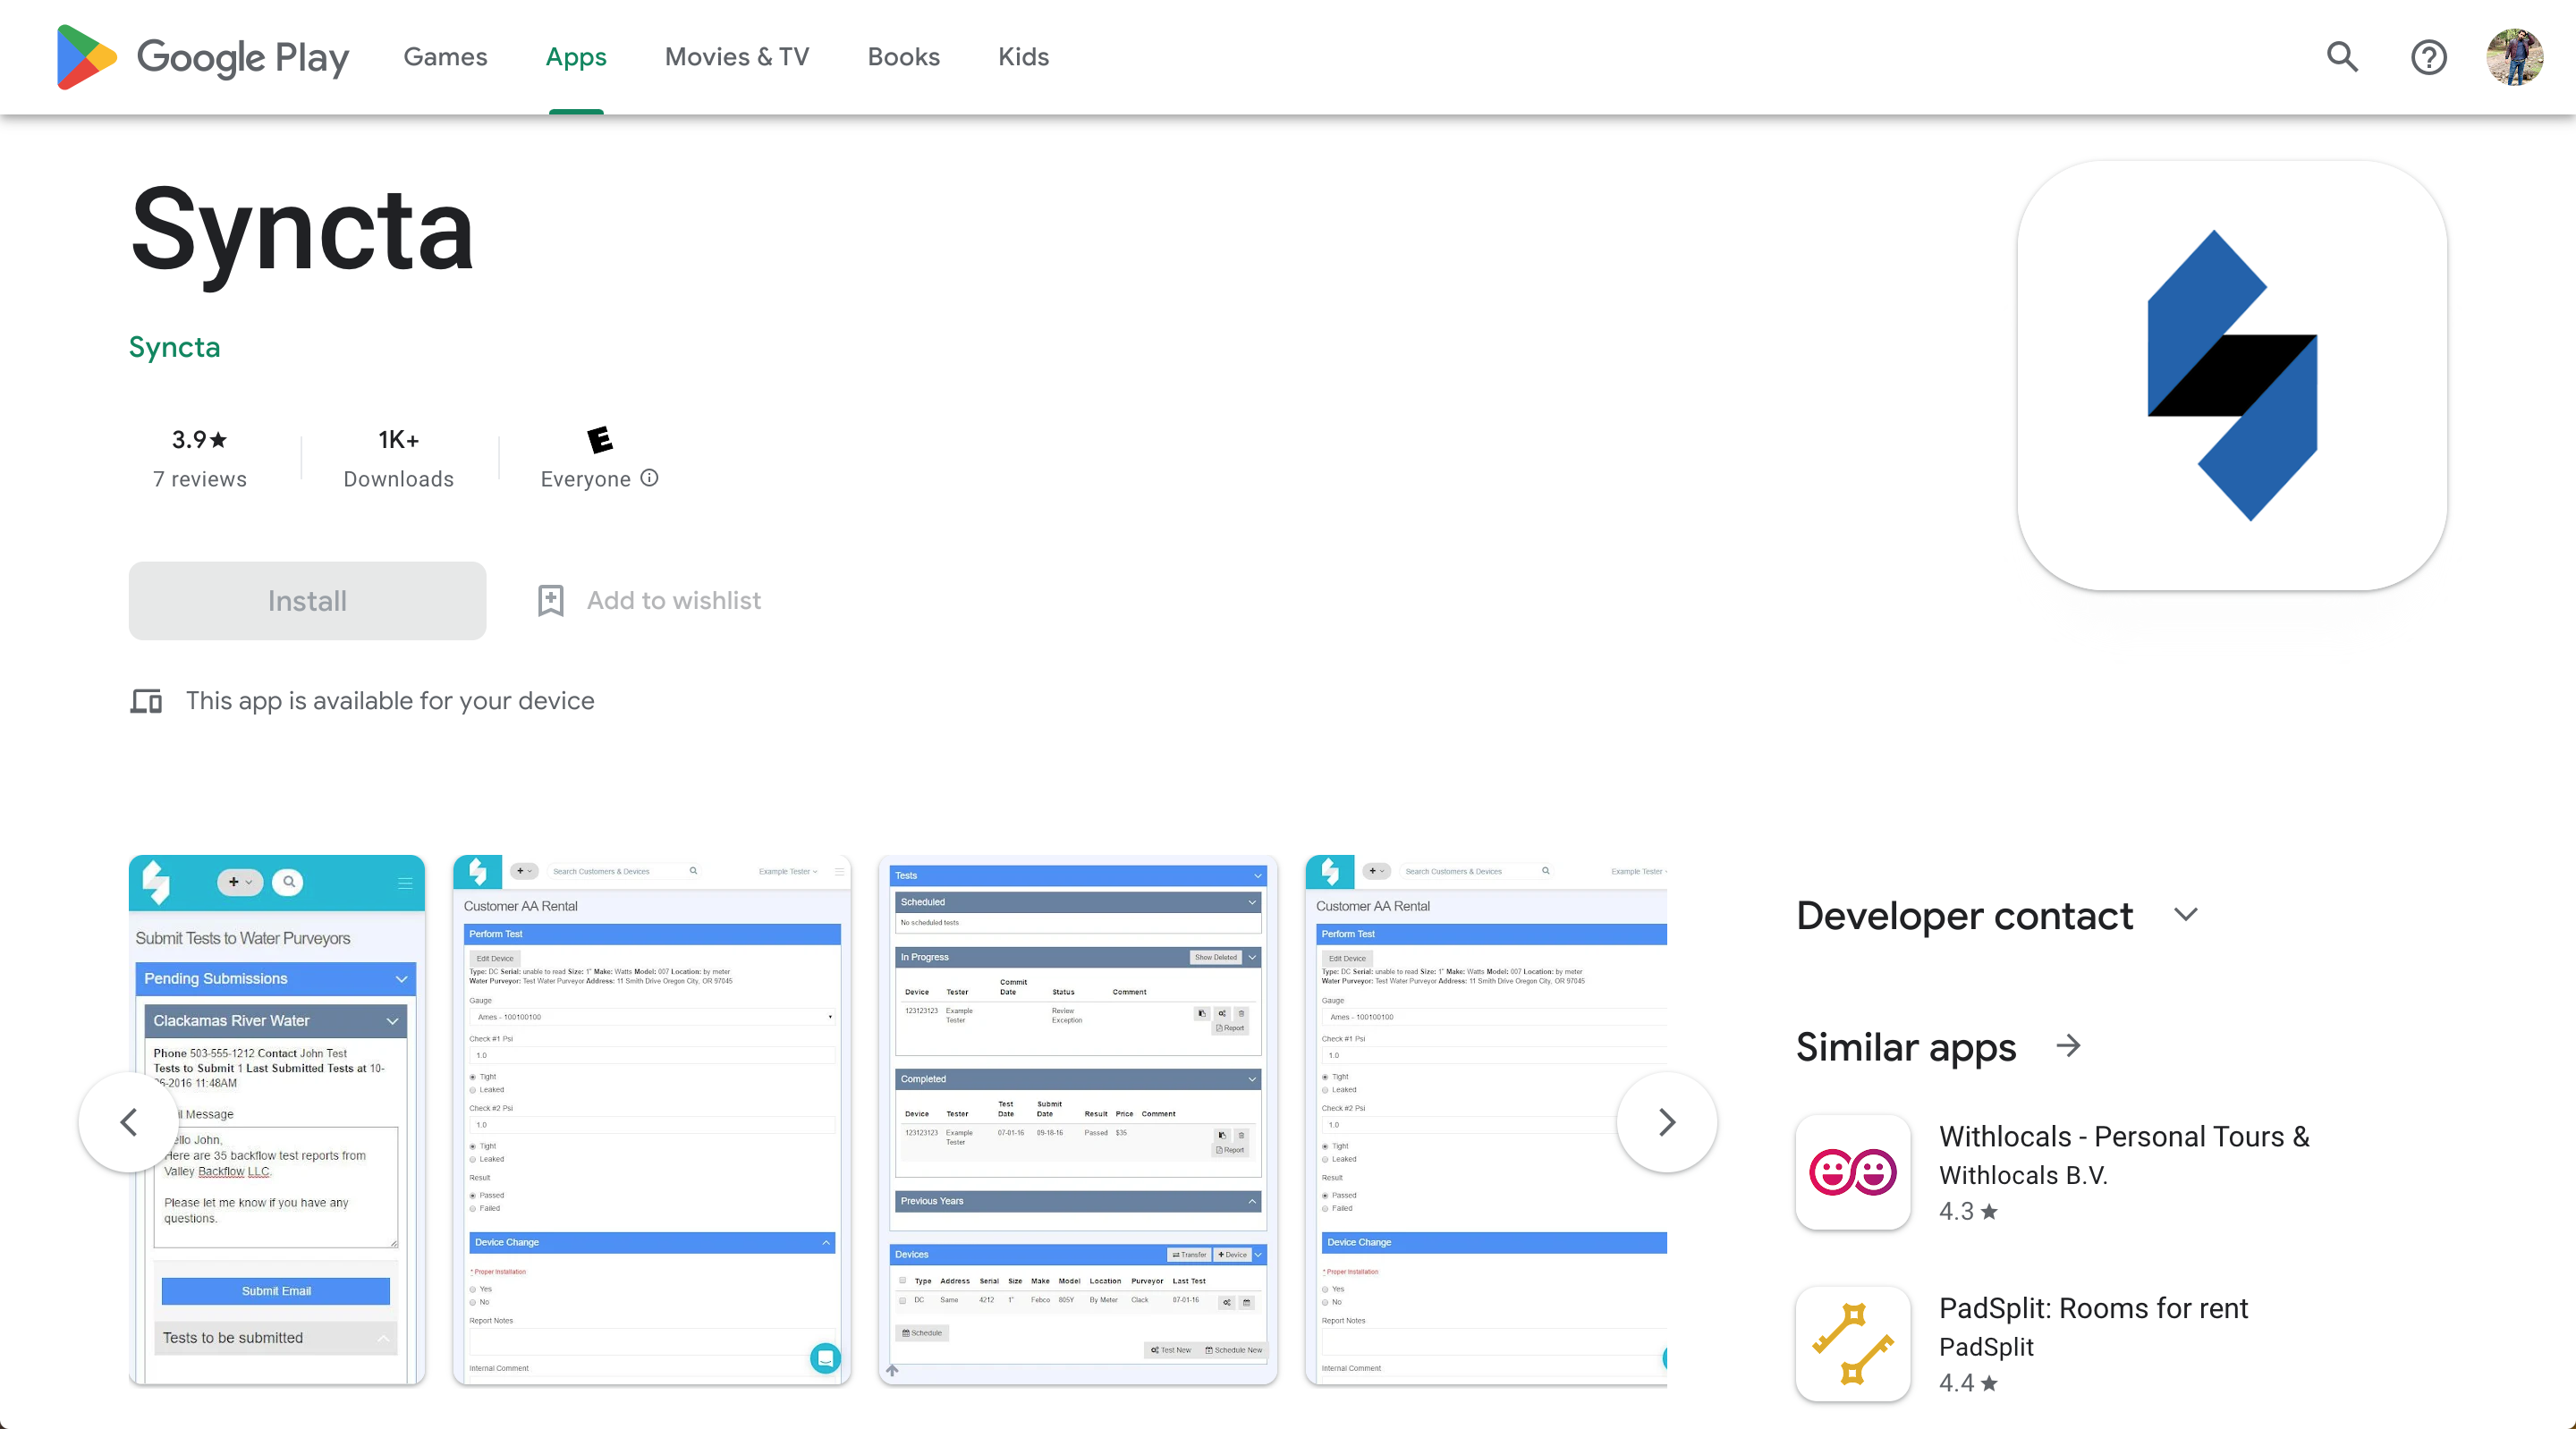 Google Play
Games
Apps
Movies & TV
Books
Kids
Syncta
Syncta
3.9★
7 reviews
1K+
Downloads
E
Everyone
Install
Add to wishlist
This app is available for your device
Submit Tests to Water Purveyors
Pending Submissions
Clackamas River Water
Phone 503-555-1212 Contact John Test
Tests to Submit 1 Last Submitted Tests at 10-
-2016 11:48AM
Message
Here are 35 backflow test reports from
Valley Backflow LLC.
Please let me know if you have any
questions.
Submit Email
Tests to be submitted
Search Customers & Devices
Example Tester
Customer AA Rental
Perform Test
Edit Device
Type: DC Serial: unable to read Size: 1" Make: Watts Model: 007 Location: by meter
Water Purveyor: Test Water Purveyor Address: 11 Smith Drive Oregon City, OR 97045
Gauge
Ames - 100100100
Check #1 Psi
1.0
Tight
Leaked
Check #2 Psi
1.0
Tight
Leaked
Result
Passed
Failed
Device Change
* Proper Installation
Yes
No
Report Notes
Internal Comment
Tests
Scheduled
No scheduled tests
In Progress
Show Deleted
Device Tester Commit Date Status Comment
123123123 Example Tester Review Exception
Report
Completed
Device Tester Test Date Submit Date Result Price Comment
123123123 Example Tester 07-01-16 09-18-16 Passed $35
Report
Previous Years
Devices
Transfer
+ Device
Type Address Serial Size Make Model Location Purveyor Last Test
DC Same 4212 1" Febco 805Y By Meter Clack 07-01-16
Schedule
Test New
Schedule New
Search Customers & Devices
Example Tester
Customer AA Rental
Perform Test
Edit Device
Type: DC Serial: unable to read Size: 1" Make: Watts Model: 007 Location: by meter
Water Purveyor: Test Water Purveyor Address: 11 Smith Drive Oregon City, OR 97045
Gauge
Ames - 100100100
Check #1 Psi
1.0
Tight
Leaked
Check #2 Psi
1.0
Tight
Leaked
Result
Passed
Failed
Device Change
* Proper Installation
Yes
No
Report Notes
Internal Comment
Developer contact
Similar apps
Withlocals - Personal Tours &
Withlocals B.V.
4.3★
PadSplit: Rooms for rent
PadSplit
4.4★